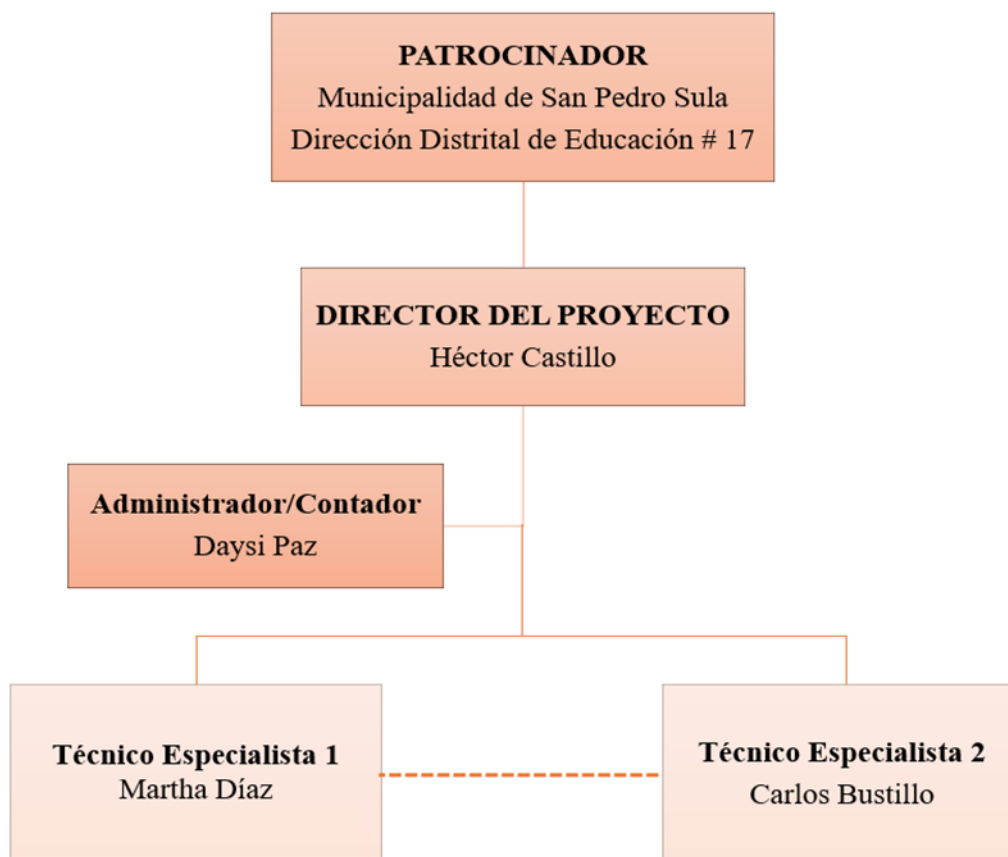 PATROCINADOR
Municipalidad de San Pedro Sula
Dirección Distrital de Educación # 17
DIRECTOR DEL PROYECTO
Héctor Castillo
Administrador/Contador
Daysi Paz
Técnico Especialista 1
Martha Díaz
Técnico Especialista 2
Carlos Bustillo